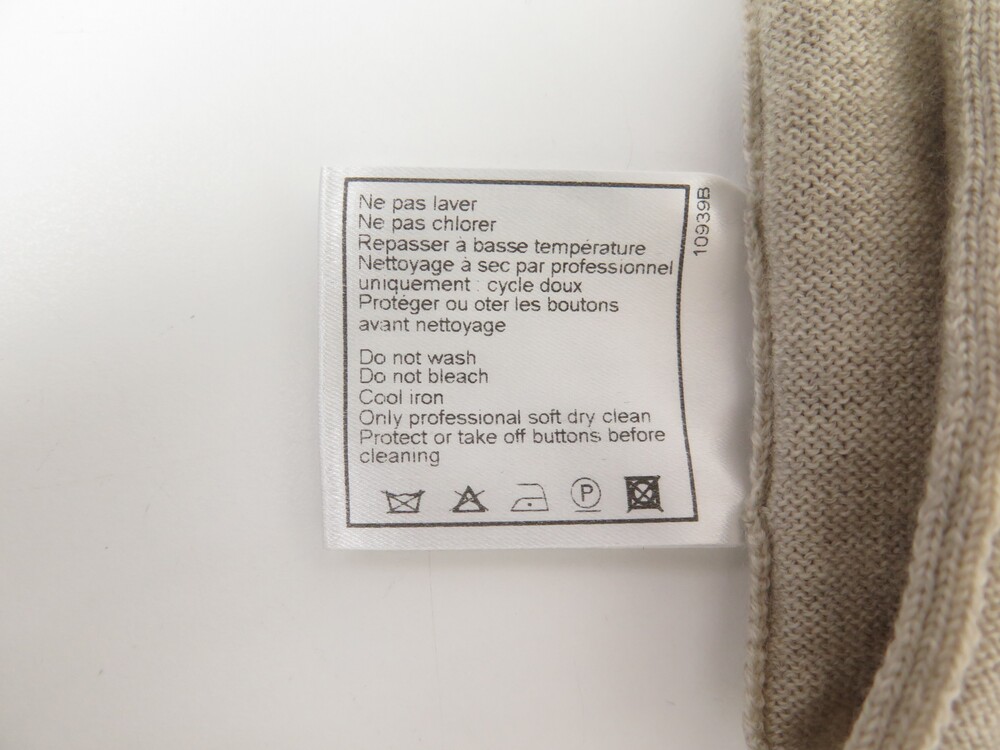 Ne pas laver
Ne pas chlorer
Repasser à basse température
Nettoyage à sec par professionnel
uniquement : cycle doux
Protéger ou oter les boutons
avant nettoyage
Do not wash
Do not bleach
Cool iron
Only professional soft dry clean
Protect or take off buttons before
cleaning
P
10939B